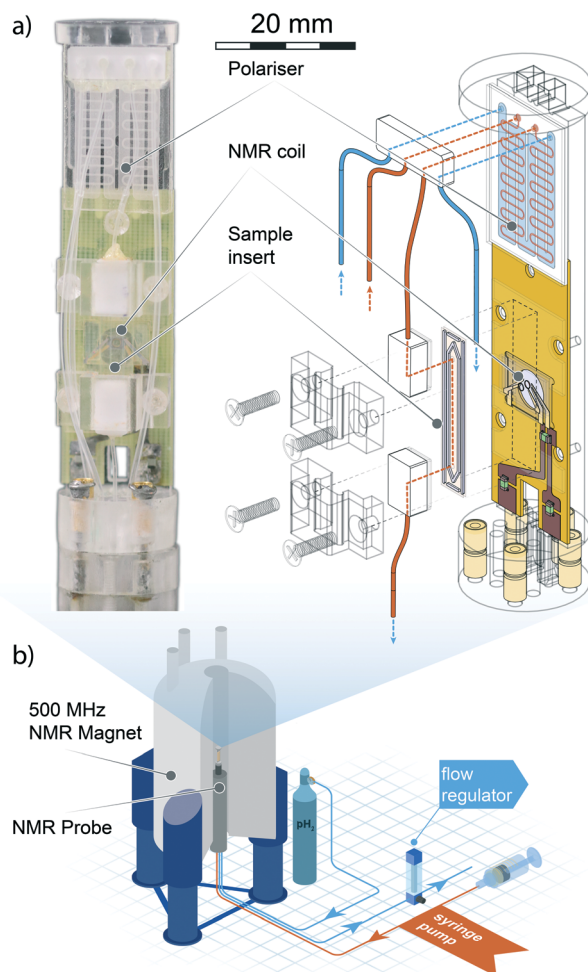 a)
20 mm
Polariser
NMR coil
Sample
insert
b)
500 MHz
NMR Magnet
NMR Probe
pH₂
flow
regulator
syringe
pump